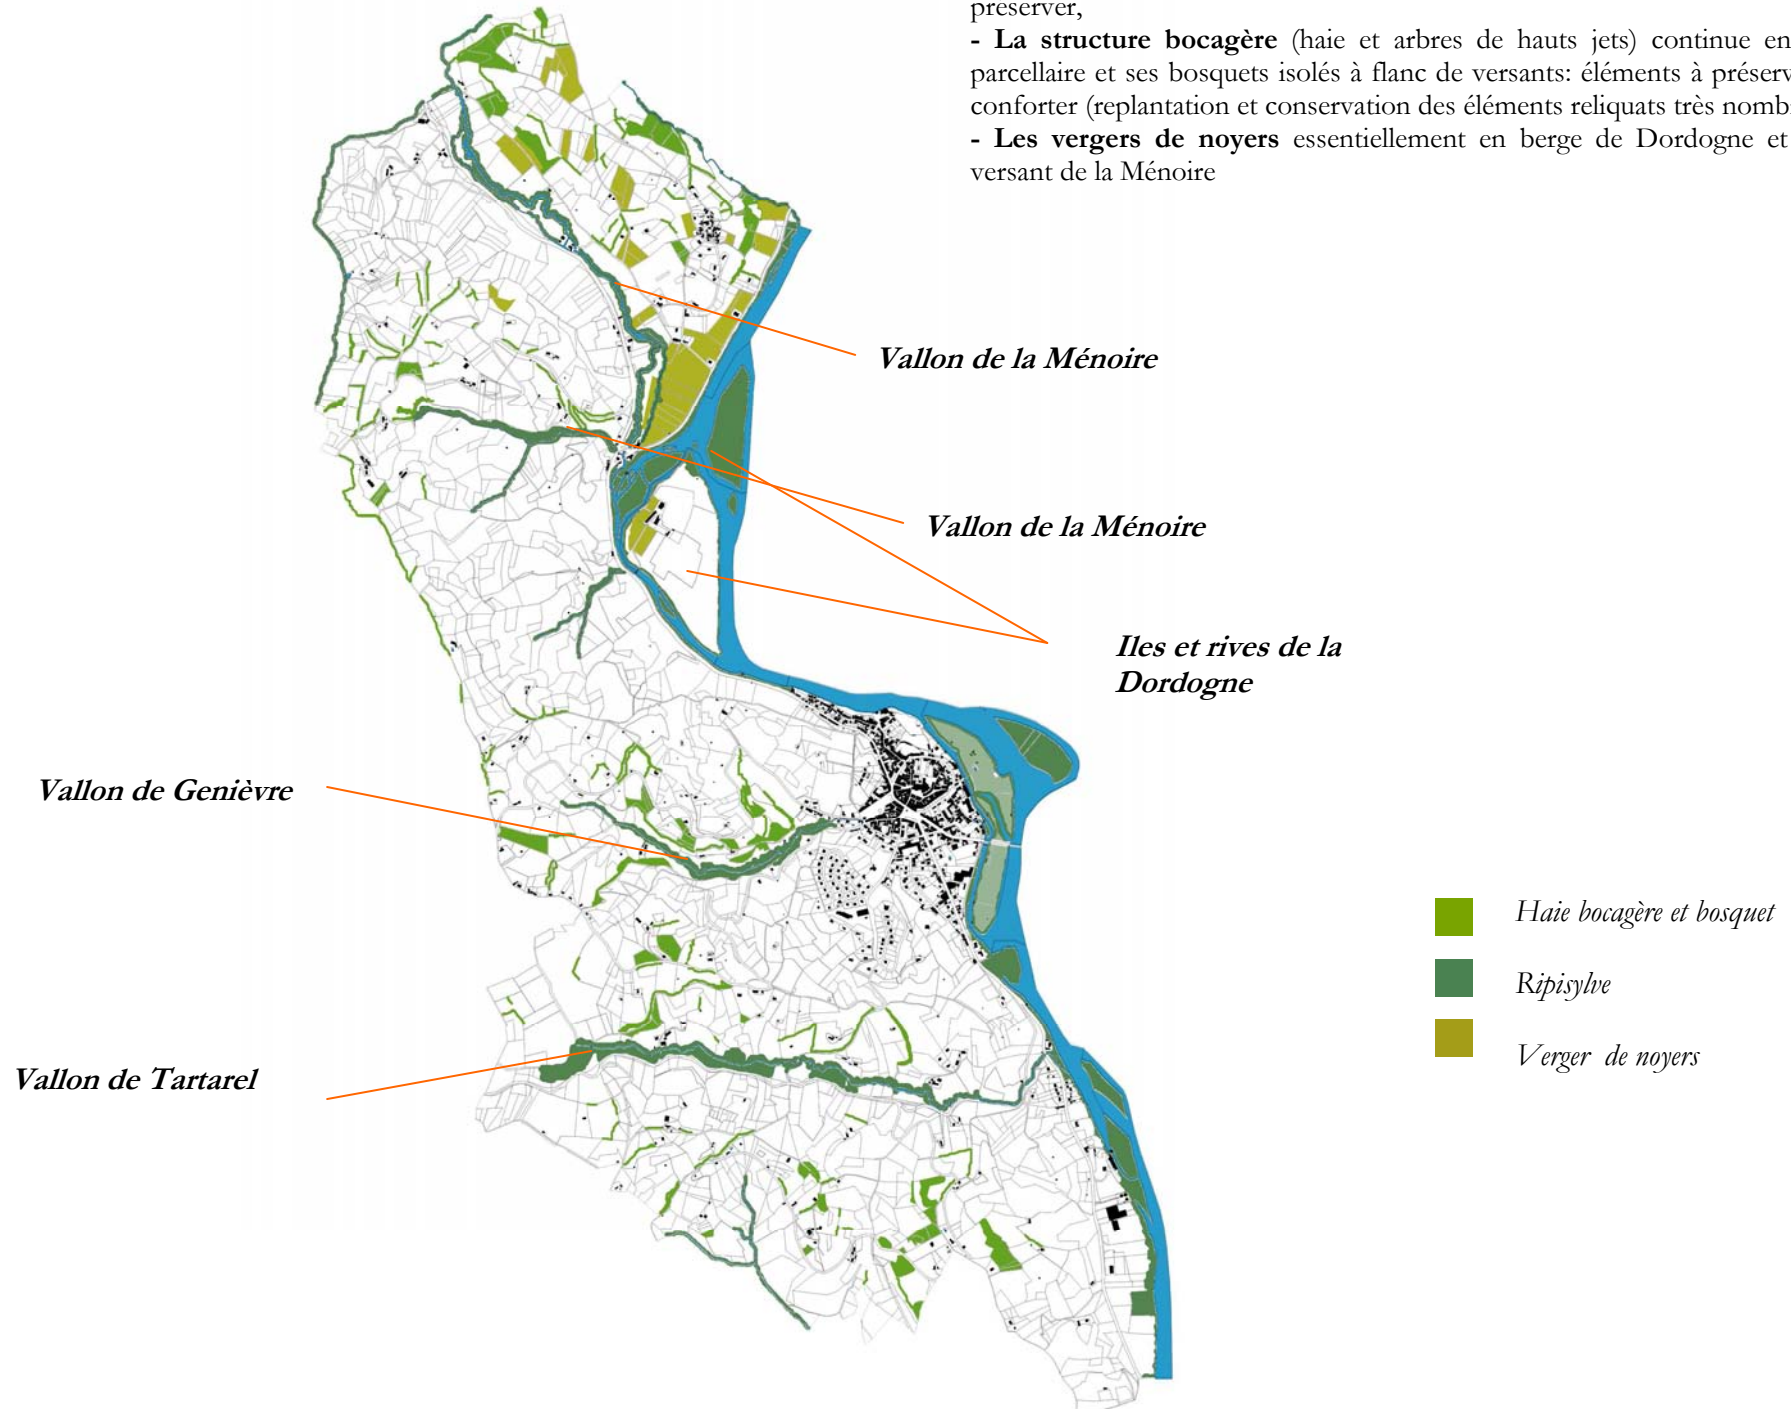 préserver,
- La structure bocagère (haie et arbres de hauts jets) continue en
parcellaire et ses bosquets isolés à flanc de versants: éléments à préserv
conforter (replantation et conservation des éléments reliquats très nomb
- Les vergers de noyers essentiellement en berge de Dordogne et
versant de la Ménoire
Vallon de la Ménoire
Vallon de la Ménoire
Iles et rives de la
Dordogne
Vallon de Genièvre
Vallon de Tartarel
Haie bocagère et bosquet
Ripisylve
Verger de noyers